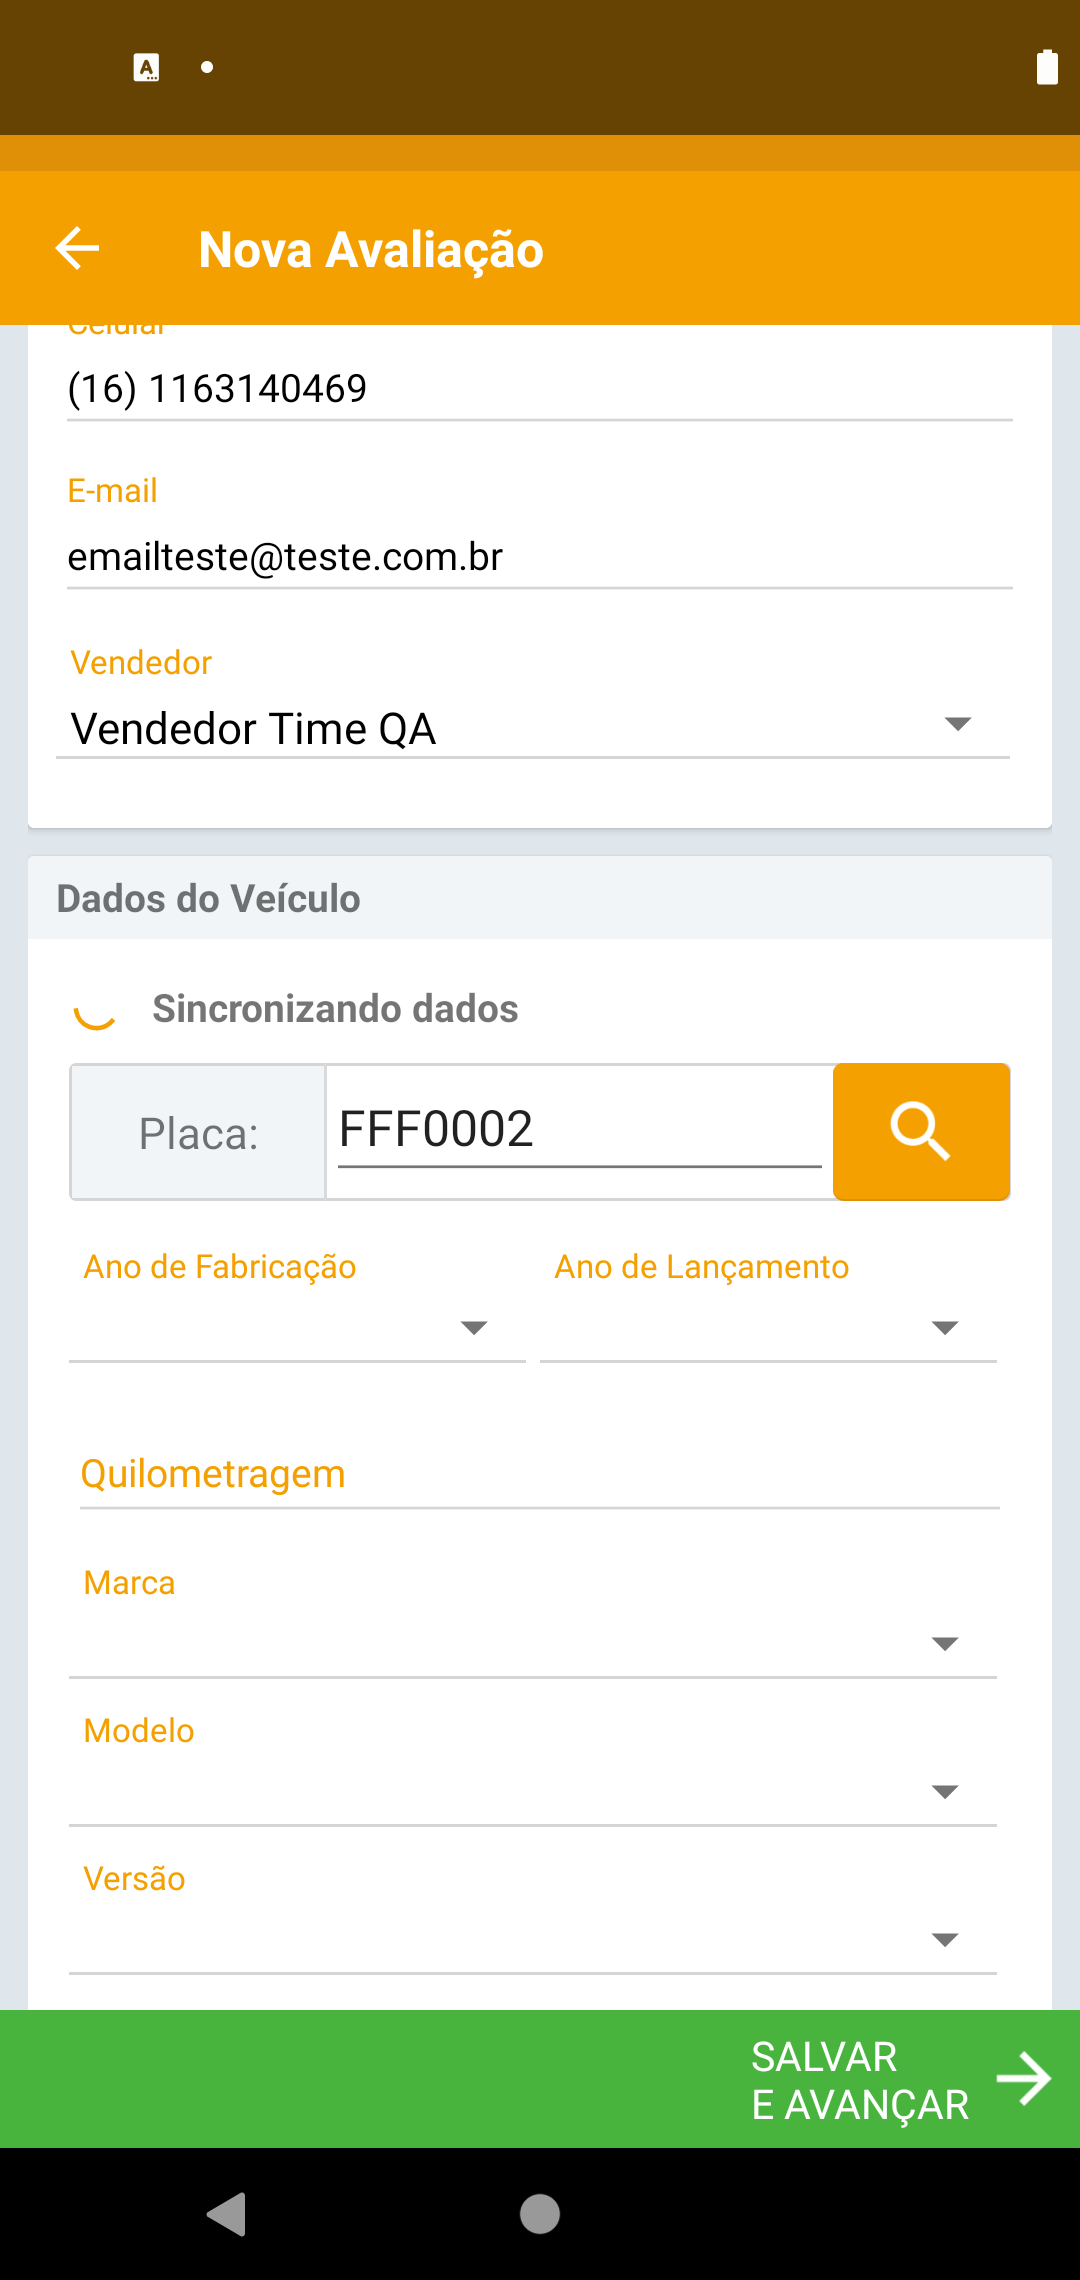 Nova Avaliação
Celular
(16) 1163140469
E-mail
emailteste@teste.com.br
Vendedor
Vendedor Time QA
Dados do Veículo
Sincronizando dados
Placa: FFF0002
Ano de Fabricação Ano de Lançamento
Quilometragem
Marca
Modelo
Versão
SALVAR
E AVANÇAR